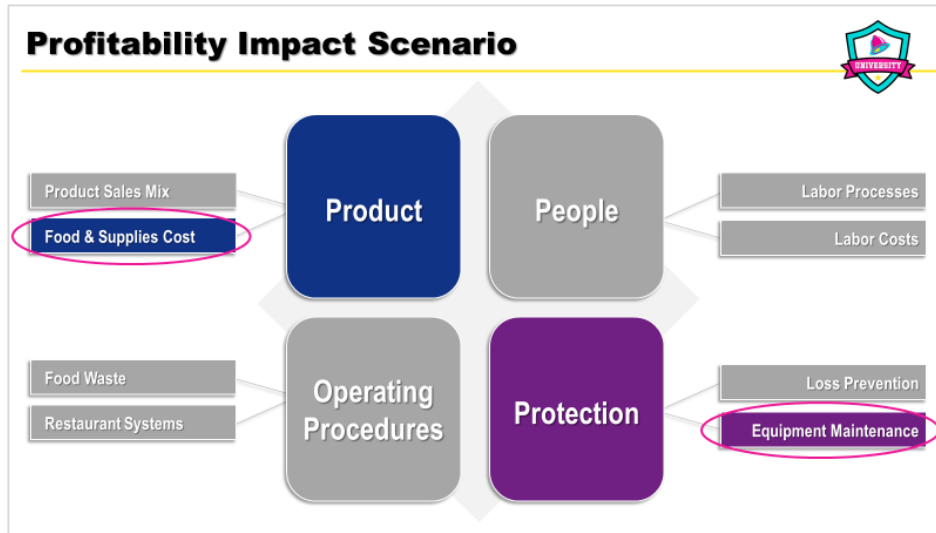 Profitability Impact Scenario
UNIVERSITY
Product Sales Mix
Food & Supplies Cost
Product
People
Labor Processes
Labor Costs
Food Waste
Restaurant Systems
Operating
Procedures
Protection
Loss Prevention
Equipment Maintenance